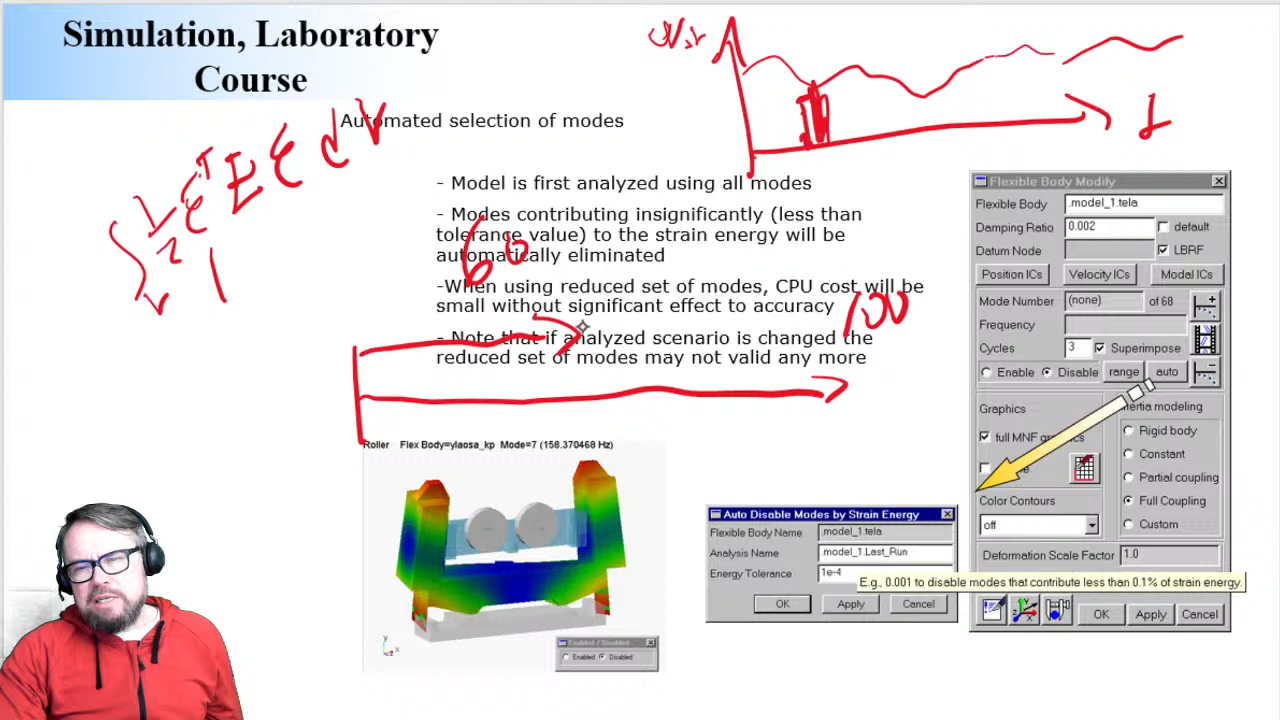 Simulation, Laboratory
Course
Automated selection of modes
- Model is first analyzed using all modes
- Modes contributing insignificantly (less than
tolerance value) to the strain energy will be
automatically eliminated
-When using reduced set of modes, CPU cost will be
small without significant effect to accuracy
- Note that if analyzed scenario is changed the
reduced set of modes may not valid any more
60
100
Roller Flex Body=ylaosa_kp Mode=7 (158.370468 Hz)
Enabled / Disabled
Enabled Disabled
Auto Disable Modes by Strain Energy
Flexible Body Name .model_1.tela
Analysis Name .model_1.Last_Run
Energy Tolerance 1e-4
OK Apply Cancel
E.g., 0.001 to disable modes that contribute less than 0.1% of strain energy.
Flexible Body Modify
Flexible Body .model_1.tela
Damping Ratio 0.002 default
Datum Node LBRF
Position ICs Velocity ICs Modal ICs
Mode Number (none) of 68
Frequency
Cycles 3 Superimpose
Enable Disable range auto
Graphics Inertia modeling
full MNF graphics Rigid body
Constant
Partial coupling
Color Contours Full Coupling
off Custom
Deformation Scale Factor 1.0
OK Apply Cancel